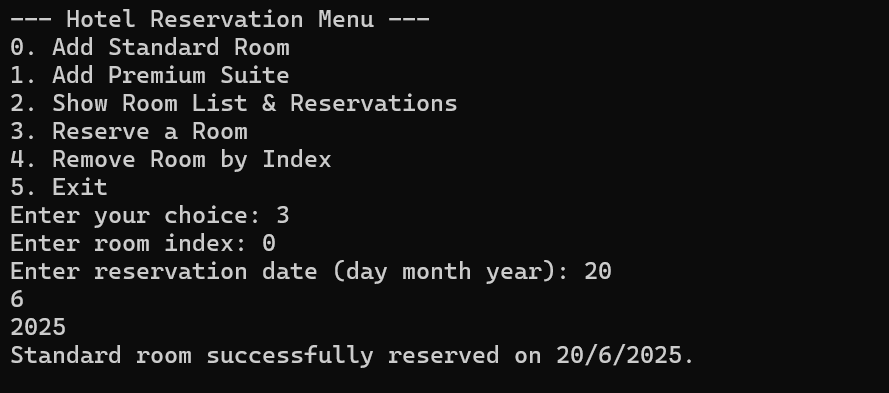 --- Hotel Reservation Menu ---
0. Add Standard Room
1. Add Premium Suite
2. Show Room List & Reservations
3. Reserve a Room
4. Remove Room by Index
5. Exit
Enter your choice: 3
Enter room index: 0
Enter reservation date (day month year): 20
6
2025
Standard room successfully reserved on 20/6/2025.